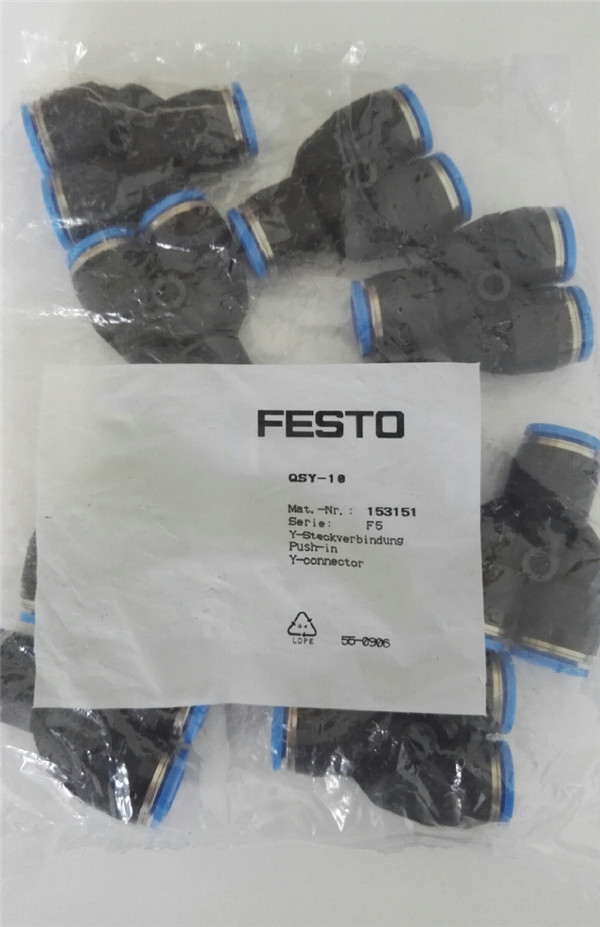 FESTO
QSY-10
Mat.-Nr.: 153151
Serie: F5
Y-Steckverbindung
Push-in
Y-connector
LDPE
55-0906